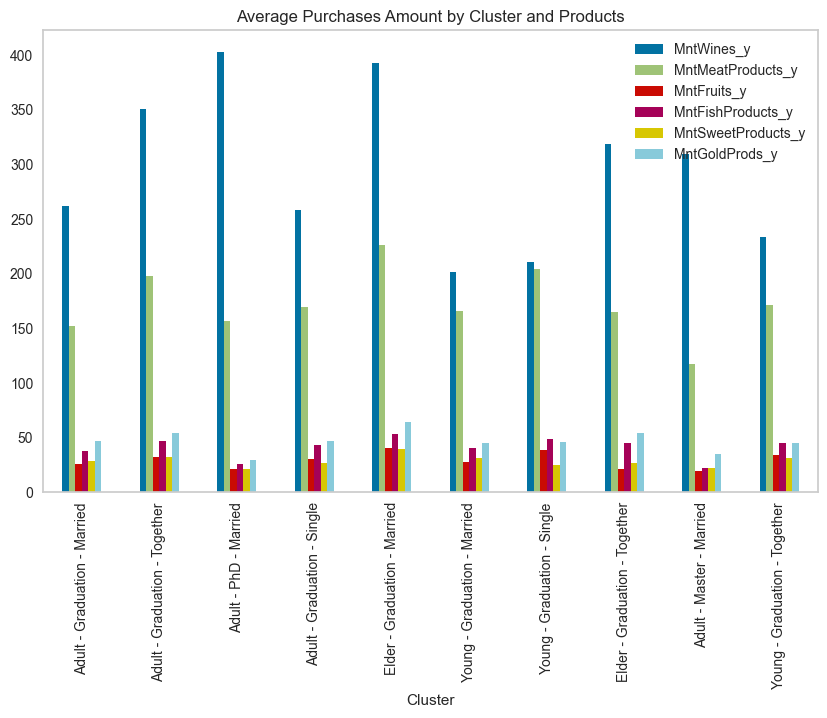 Average Purchases Amount by Cluster and Products
MntWines_y
MntMeatProducts_y
MntFruits_y
MntFishProducts_y
MntSweetProducts_y
MntGoldProds_y
400
350
300
250
200
150
100
50
0
Adult - Graduation - Married
Adult - Graduation - Together
Adult - PhD - Married
Adult - Graduation - Single
Elder - Graduation - Married
Young - Graduation - Married
Young - Graduation - Single
Elder - Graduation - Together
Adult - Master - Married
Young - Graduation - Together
Cluster